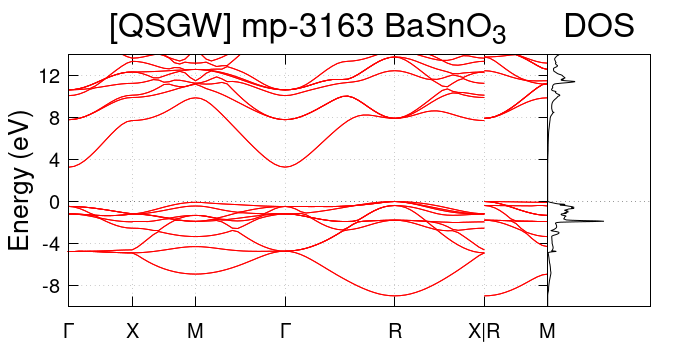 [QSGW] mp-3163 BaSnO3 DOS
Energy (eV)
12
8
4
0
-4
-8
Γ X M Γ R X|R M